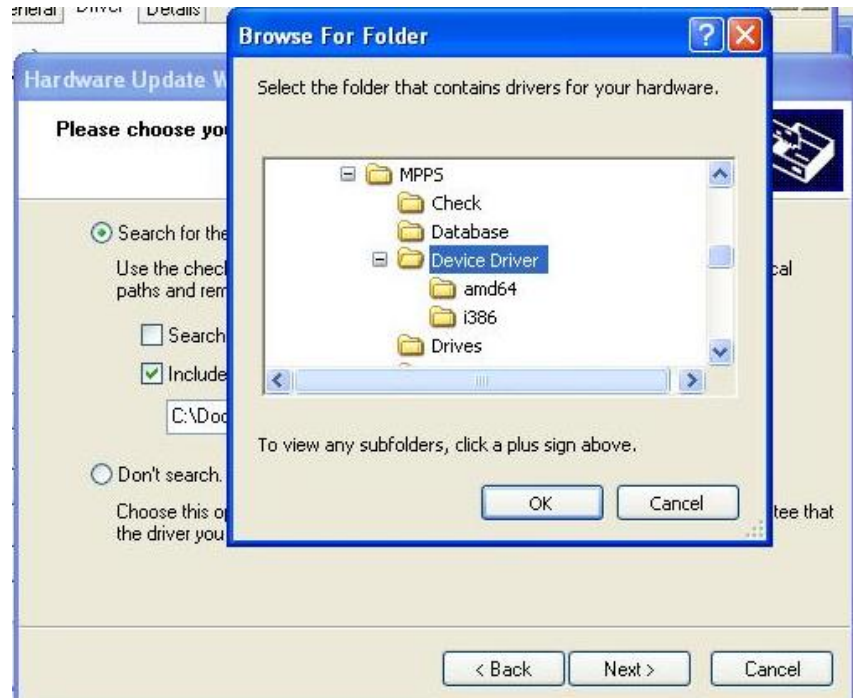 Driver Details
Browse For Folder
Hardware Update W
Select the folder that contains drivers for your hardware.
Please choose you
MPPS
Check
Database
Device Driver
amd64
i386
Drives
Search for the
Use the check
cal
paths and rem
Search
Include
C:\Doc
To view any subfolders, click a plus sign above.
Don't search.
OK
Cancel
Choose this op
tee that
the driver you
< Back
Next >
Cancel